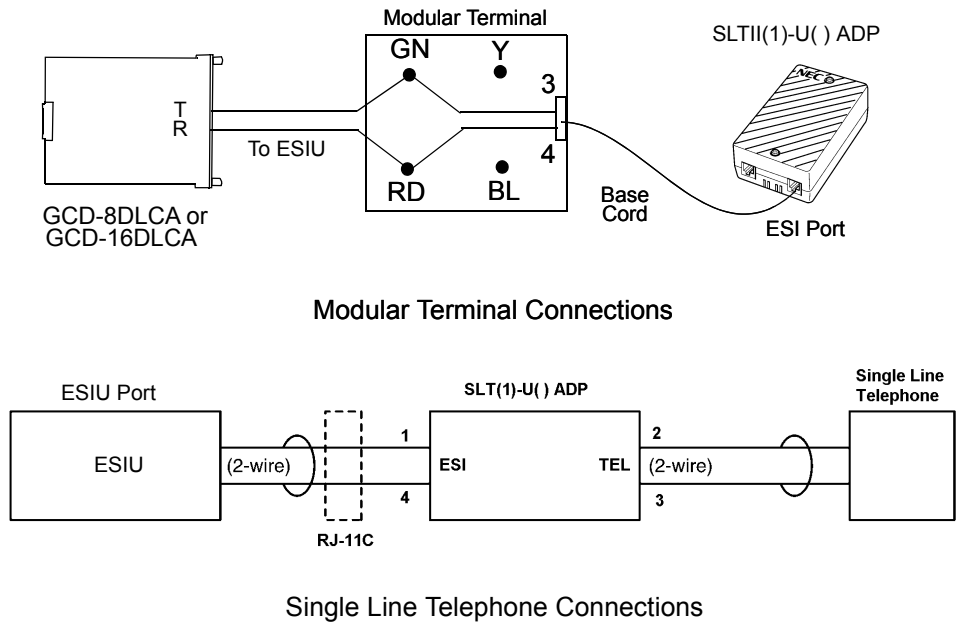 Modular Terminal
SLTII(1)-U( ) ADP
GN
Y
NEC
3
T
R
To ESIU
4
RD
BL
Base
Cord
GCD-8DLCA or
GCD-16DLCA
ESI Port
Modular Terminal Connections
ESIU Port
SLT(1)-U( ) ADP
Single Line
Telephone
1
2
ESIU
(2-wire)
ESI
TEL
(2-wire)
4
3
RJ-11C
Single Line Telephone Connections